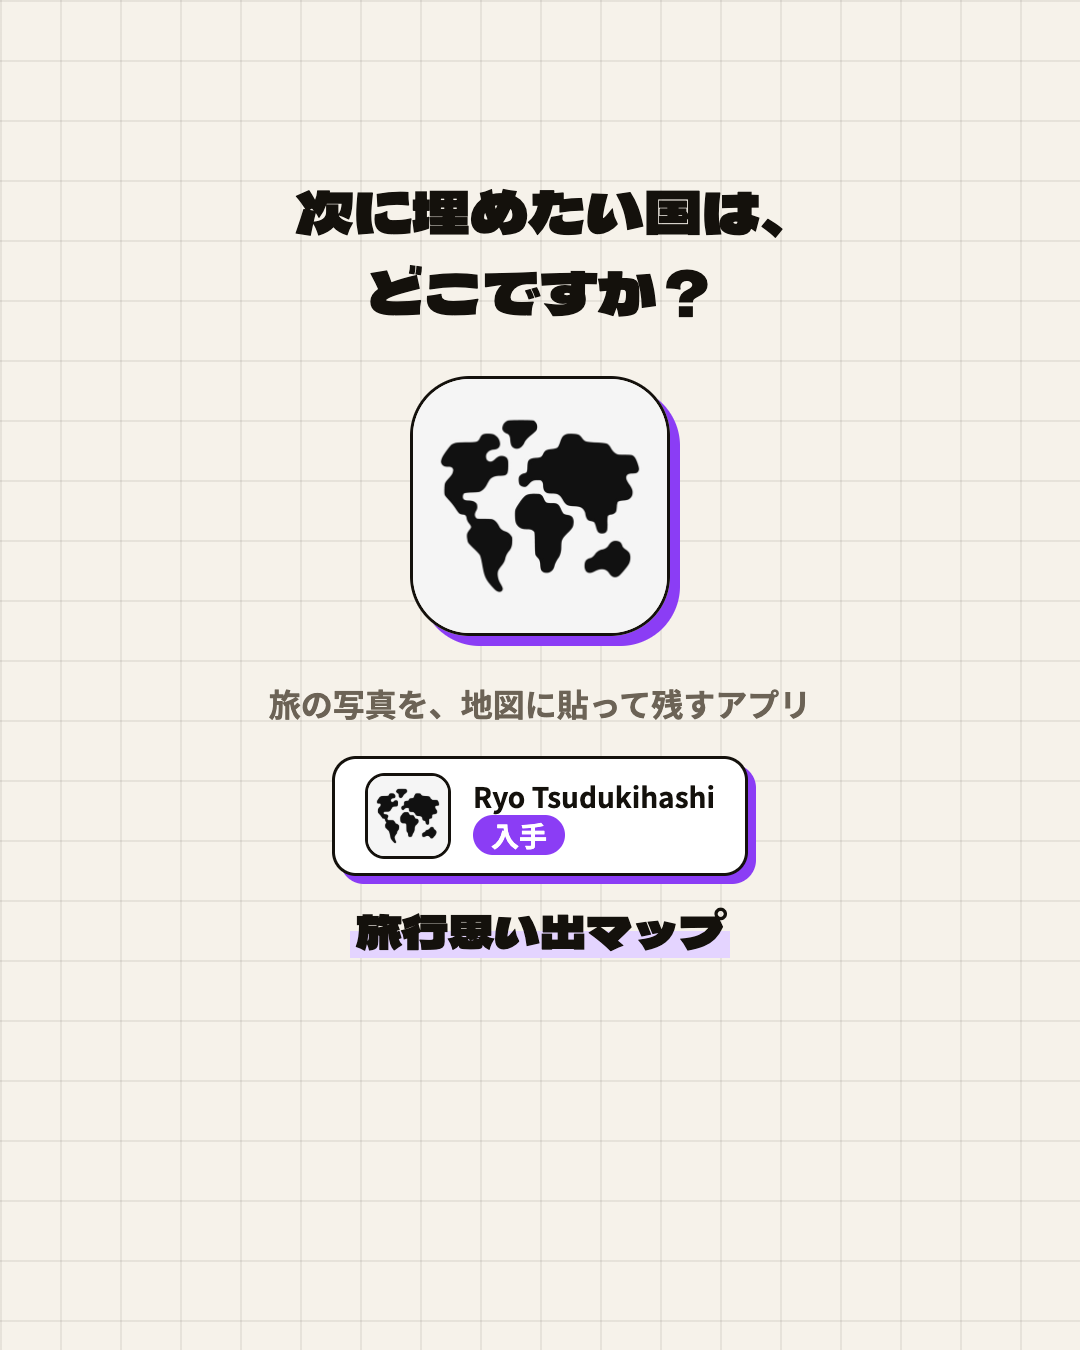 次に埋めたい国は、
どこですか？
旅の写真を、地図に貼って残すアプリ
Ryo Tsudukihashi
入手
旅行思い出マップ